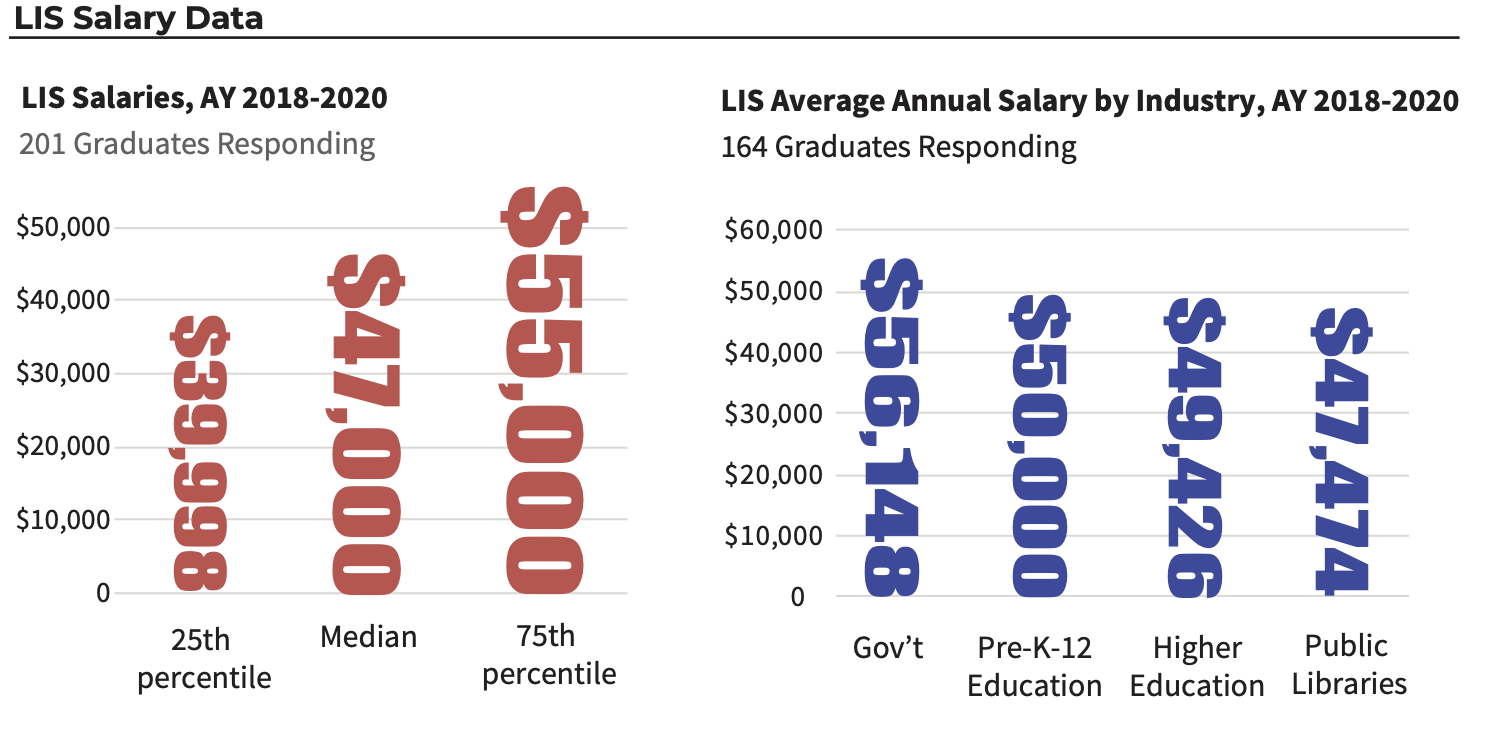 LIS Salary Data
LIS Salaries, AY 2018-2020
201 Graduates Responding
$50,000
$40,000
$30,000
$20,000
$10,000
0
$39,998
$47,000
$55,000
25th
percentile
Median
75th
percentile
LIS Average Annual Salary by Industry, AY 2018-2020
164 Graduates Responding
$60,000
$50,000
$40,000
$30,000
$20,000
$10,000
0
$56,148
$50,000
$49,426
$47,474
Gov’t
Pre-K-12
Education
Higher
Education
Public
Libraries